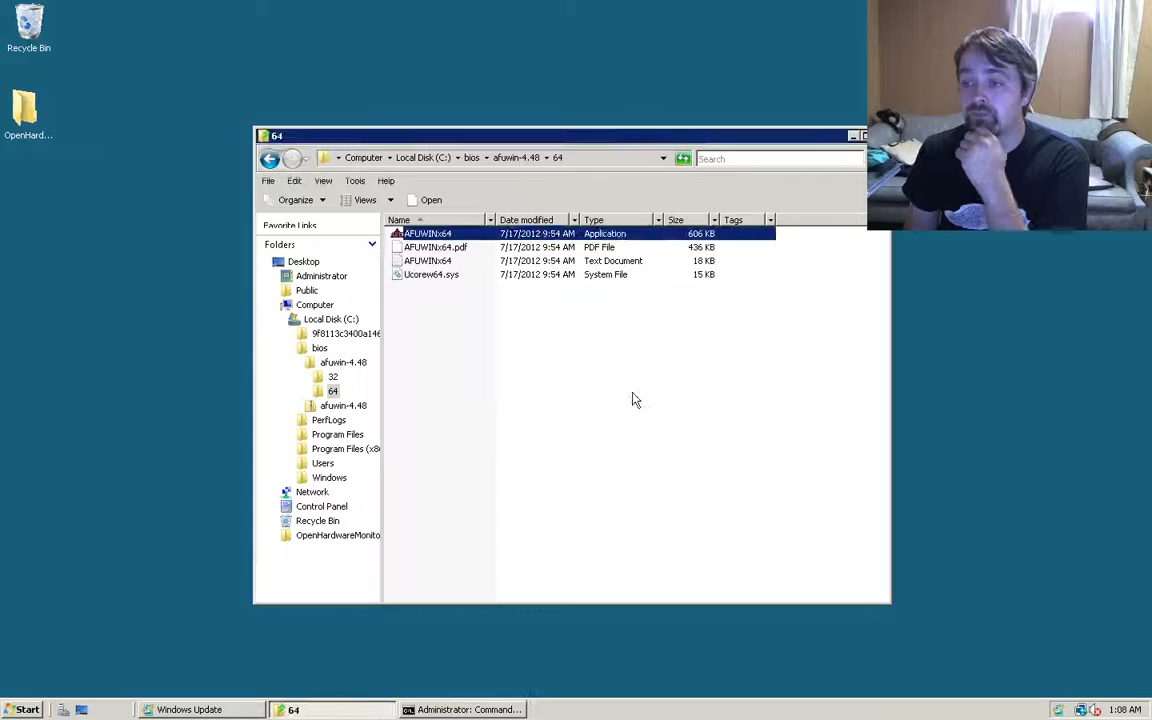 Recycle Bin
OpenHard...
64
Computer Local Disk (C:) bios afuwin-4.48 64
Search
File Edit View Tools Help
Organize Views Open
Favorite Links
Folders
Desktop
Administrator
Public
Computer
Local Disk (C:)
9f8113c3400a146
bios
afuwin-4.48
32
64
afuwin-4.48
PerfLogs
Program Files
Program Files (x8
Users
Windows
Network
Control Panel
Recycle Bin
OpenHardwareMonito
Name Date modified Type Size Tags
AFUWINx64 7/17/2012 9:54 AM Application 606 KB
AFUWINx64.pdf 7/17/2012 9:54 AM PDF File 436 KB
AFUWINx64 7/17/2012 9:54 AM Text Document 18 KB
Ucorew64.sys 7/17/2012 9:54 AM System File 15 KB
Start Windows Update 64 Administrator: Command... 1:08 AM